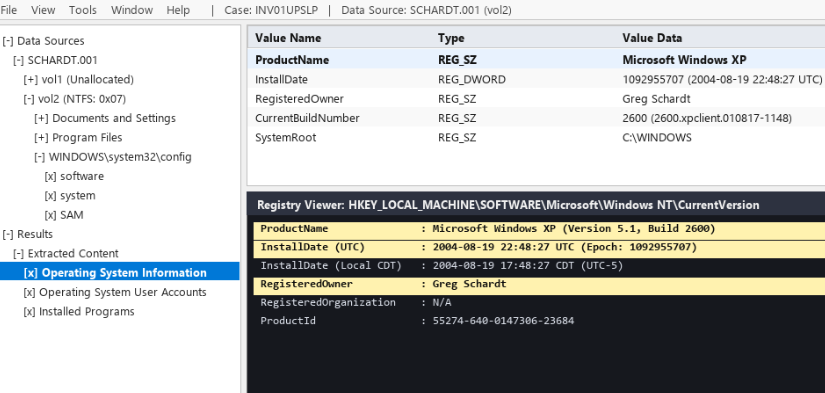 File View Tools Window Help | Case: INV01UPSLP | Data Source: SCHARDT.001 (vol2)
[-] Data Sources
[-] SCHARDT.001
[+] vol1 (Unallocated)
[-] vol2 (NTFS: 0x07)
[+] Documents and Settings
[+] Program Files
[-] WINDOWS\system32\config
[x] software
[x] system
[x] SAM
[-] Results
[-] Extracted Content
[x] Operating System Information
[x] Operating System User Accounts
[x] Installed Programs
Value Name Type Value Data
ProductName REG_SZ Microsoft Windows XP
InstallDate REG_DWORD 1092955707 (2004-08-19 22:48:27 UTC)
RegisteredOwner REG_SZ Greg Schardt
CurrentBuildNumber REG_SZ 2600 (2600.xpclient.010817-1148)
SystemRoot REG_SZ C:\WINDOWS
Registry Viewer: HKEY_LOCAL_MACHINE\SOFTWARE\Microsoft\Windows NT\CurrentVersion
ProductName : Microsoft Windows XP (Version 5.1, Build 2600)
InstallDate (UTC) : 2004-08-19 22:48:27 UTC (Epoch: 1092955707)
InstallDate (Local CDT) : 2004-08-19 17:48:27 CDT (UTC-5)
RegisteredOwner : Greg Schardt
RegisteredOrganization : N/A
ProductId : 55274-640-0147306-23684